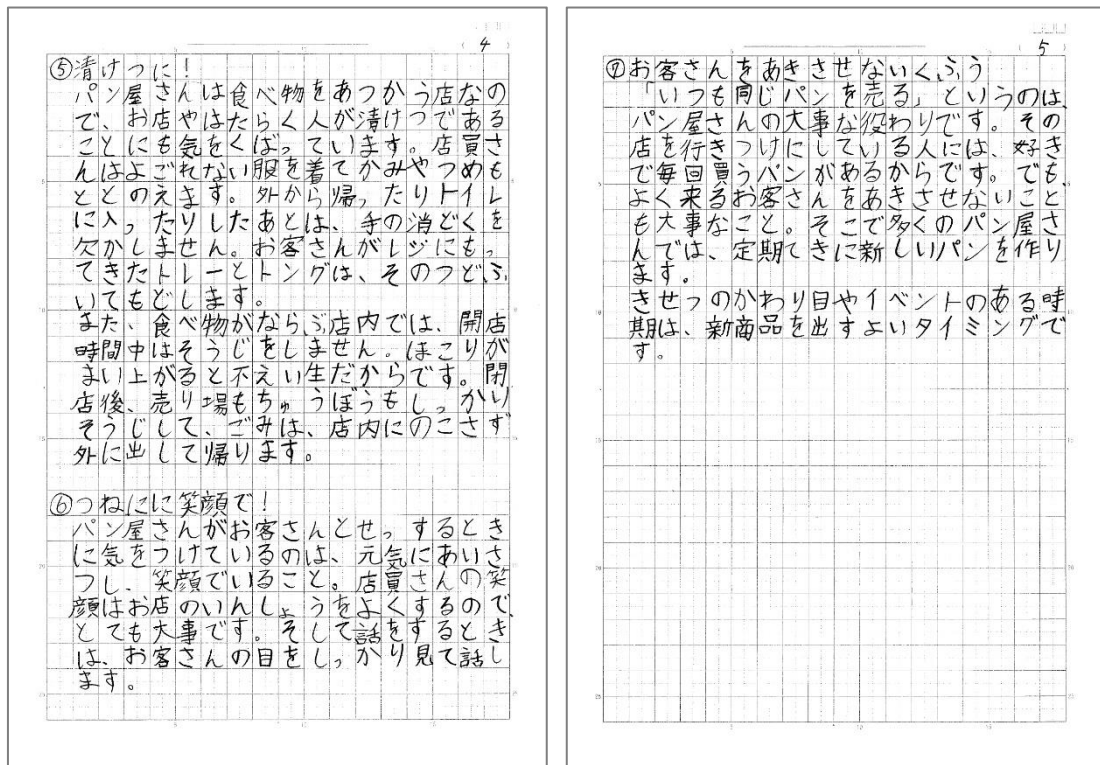 (4)
⑤清けつに！
パン屋さんは食べ物をあつかう店なの
で、お店やはたらく人が清けつである
ことにも気をくばっています。店買さ
んはよごれない服を着てかみやつめも
ととのえます。外から帰ったりトイレ
に入ったりしたあとは、手の消どくを
欠かしません。お客さんがレジにもっ
てきたトレーとトングは、そのつどふ
いてもどします。
また、食べ物がならぶ店内では、開店
時間中はそうじをしません。ほこりが
まい上がると不えい生だからです。閉
店後、売り場もちゅうぼうもしっかり
そうじして、ごみは、店内にのこさず
外に出して帰ります。
⑥つねにに笑顔で！
パン屋さんがお客さんとせっするとき
に気をつけているのは、元気にあいさ
つし、笑顔でいること。店員さんの笑
顔はお店のいんしょうをよくするので、
とても大事です。そして話をするとき
は、お客さんの目をしっかり見て話し
ます。
(5)
⑦お客さんをあきさせないくふう
「いつも同じパンを売る」というのは、
パン屋さんの大事な役わりです。その
店を行きつけにしている人には、好き
で毎回買うパンがあるからです。でも、
よく来るお客さんをあきさせないこと
も大事なこと。そこで多くのパン屋さ
んでは、定期てきに新しいパンを作り
ます。
きせつのかわり目やイベントのある時
期は、新商品を出すよいタイミングで
す。